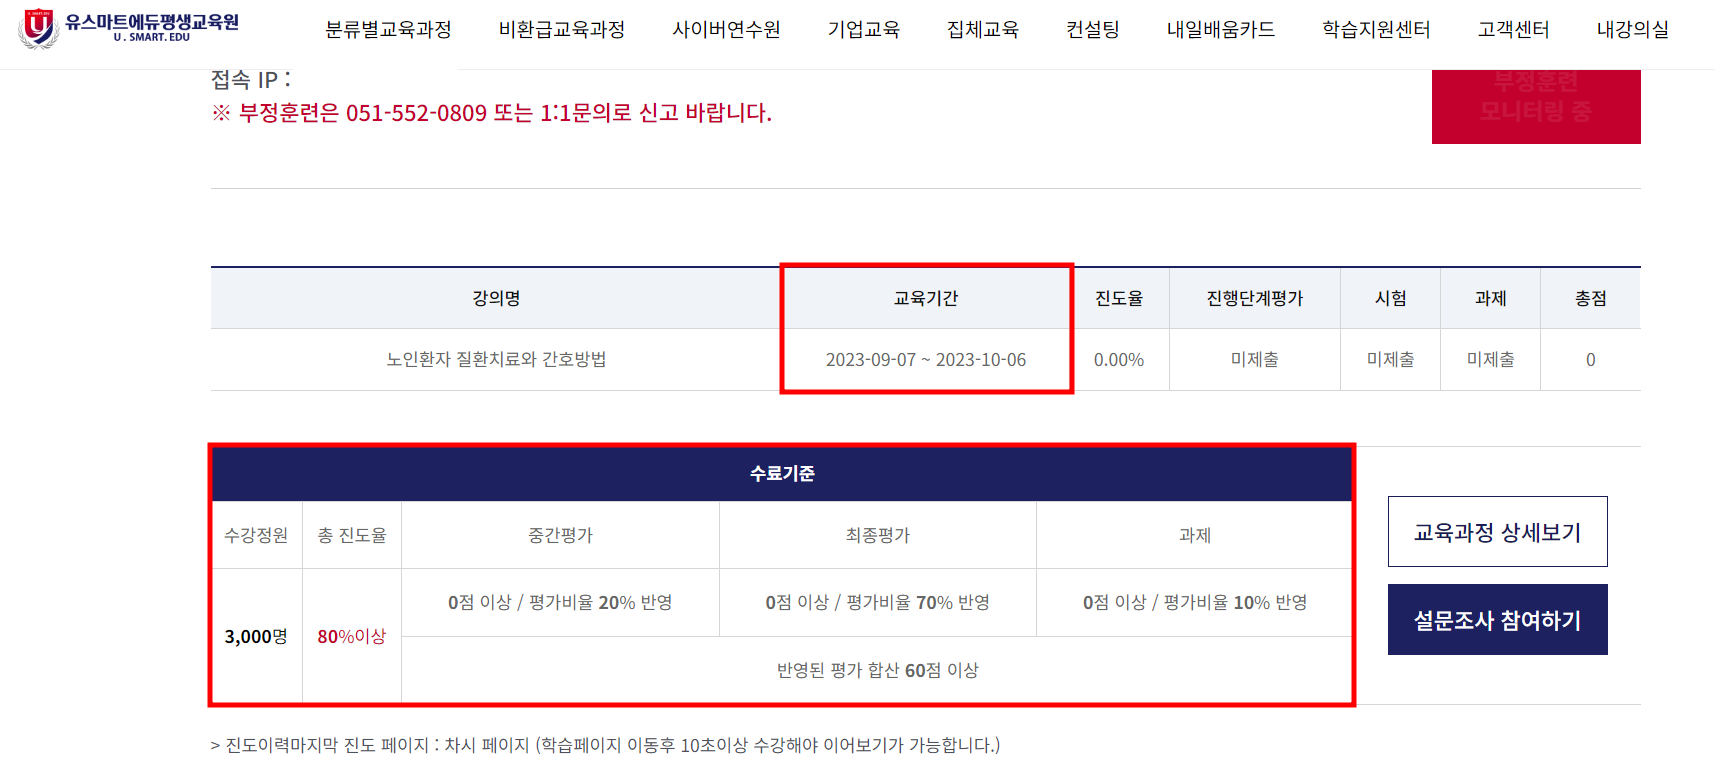 유스마트에듀평생교육원
U . SMART. EDU
분류별교육과정 비환급교육과정 사이버연수원 기업교육 집체교육 컨설팅 내일배움카드 학습지원센터 고객센터 내강의실
접속 IP :
※ 부정훈련은 051-552-0809 또는 1:1문의로 신고 바랍니다.
부정훈련
모니터링 중
강의명 교육기간 진도율 진행단계평가 시험 과제 총점
노인환자 질환치료와 간호방법 2023-09-07 ~ 2023-10-06 0.00% 미제출 미제출 미제출 0
수료기준
수강정원 총 진도율 중간평가 최종평가 과제
3,000명 80%이상 0점 이상 / 평가비율 20% 반영 0점 이상 / 평가비율 70% 반영 0점 이상 / 평가비율 10% 반영
반영된 평가 합산 60점 이상
교육과정 상세보기
설문조사 참여하기
> 진도이력마지막 진도 페이지 : 차시 페이지 (학습페이지 이동후 10초이상 수강해야 이어보기가 가능합니다.)